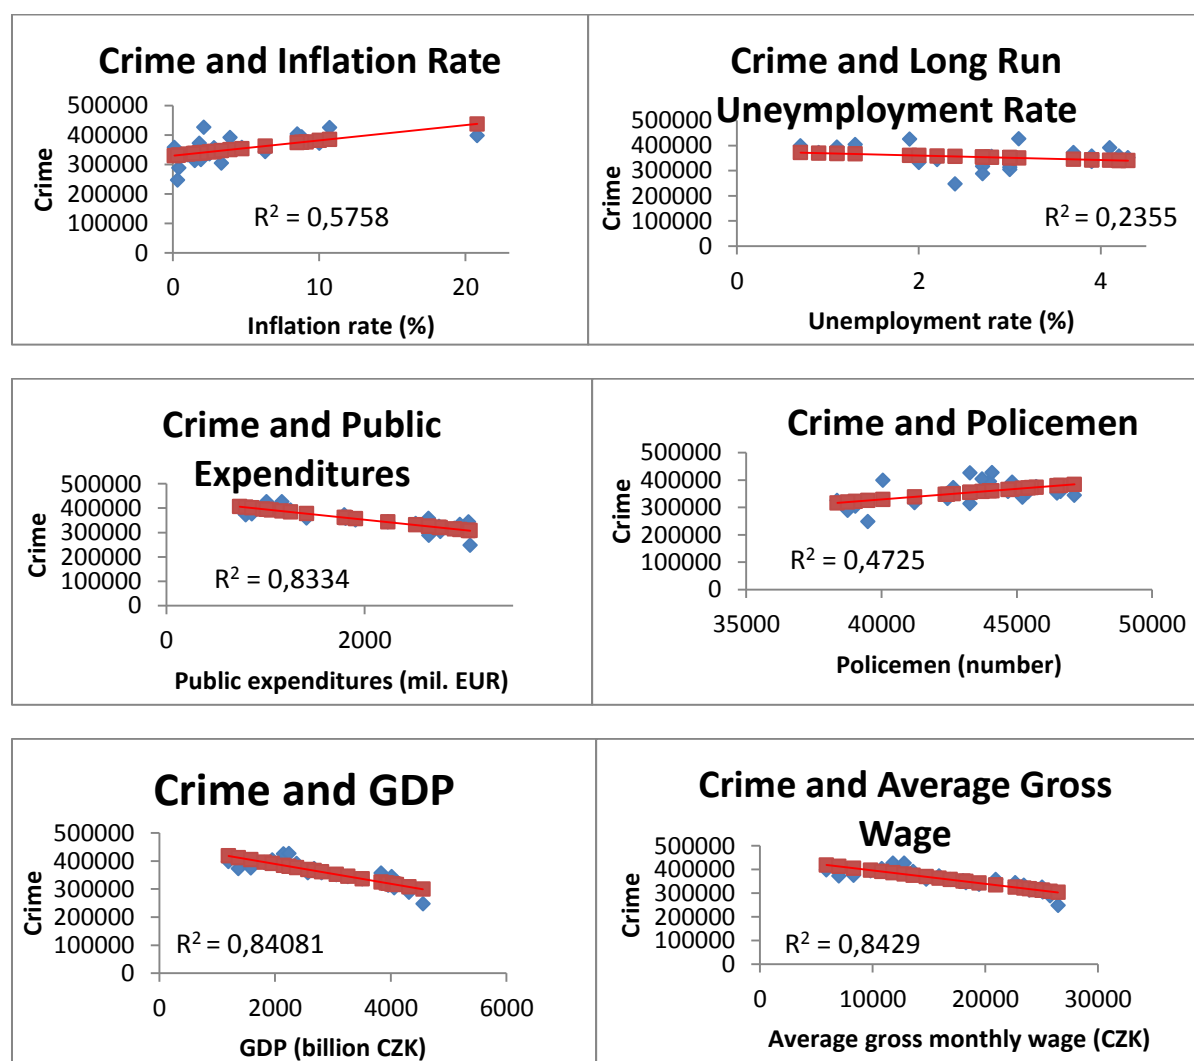 Crime and Inflation Rate
500000
400000
300000
200000
100000
0
Crime
R² = 0,5758
0 10 20
Inflation rate (%)
Crime and Long Run
Uneymployment Rate
500000
400000
300000
200000
100000
0
Crime
R² = 0,2355
0 2 4
Unemployment rate (%)
Crime and Public
Expenditures
500000
400000
300000
200000
100000
0
Crime
R² = 0,8334
0 2000
Public expenditures (mil. EUR)
Crime and Policemen
500000
400000
300000
200000
100000
0
Crime
R² = 0,4725
35000 40000 45000 50000
Policemen (number)
Crime and GDP
500000
400000
300000
200000
100000
0
Crime
R² = 0,84081
0 2000 4000 6000
GDP (billion CZK)
Crime and Average Gross
Wage
500000
400000
300000
200000
100000
0
Crime
R² = 0,8429
0 10000 20000 30000
Average gross monthly wage (CZK)